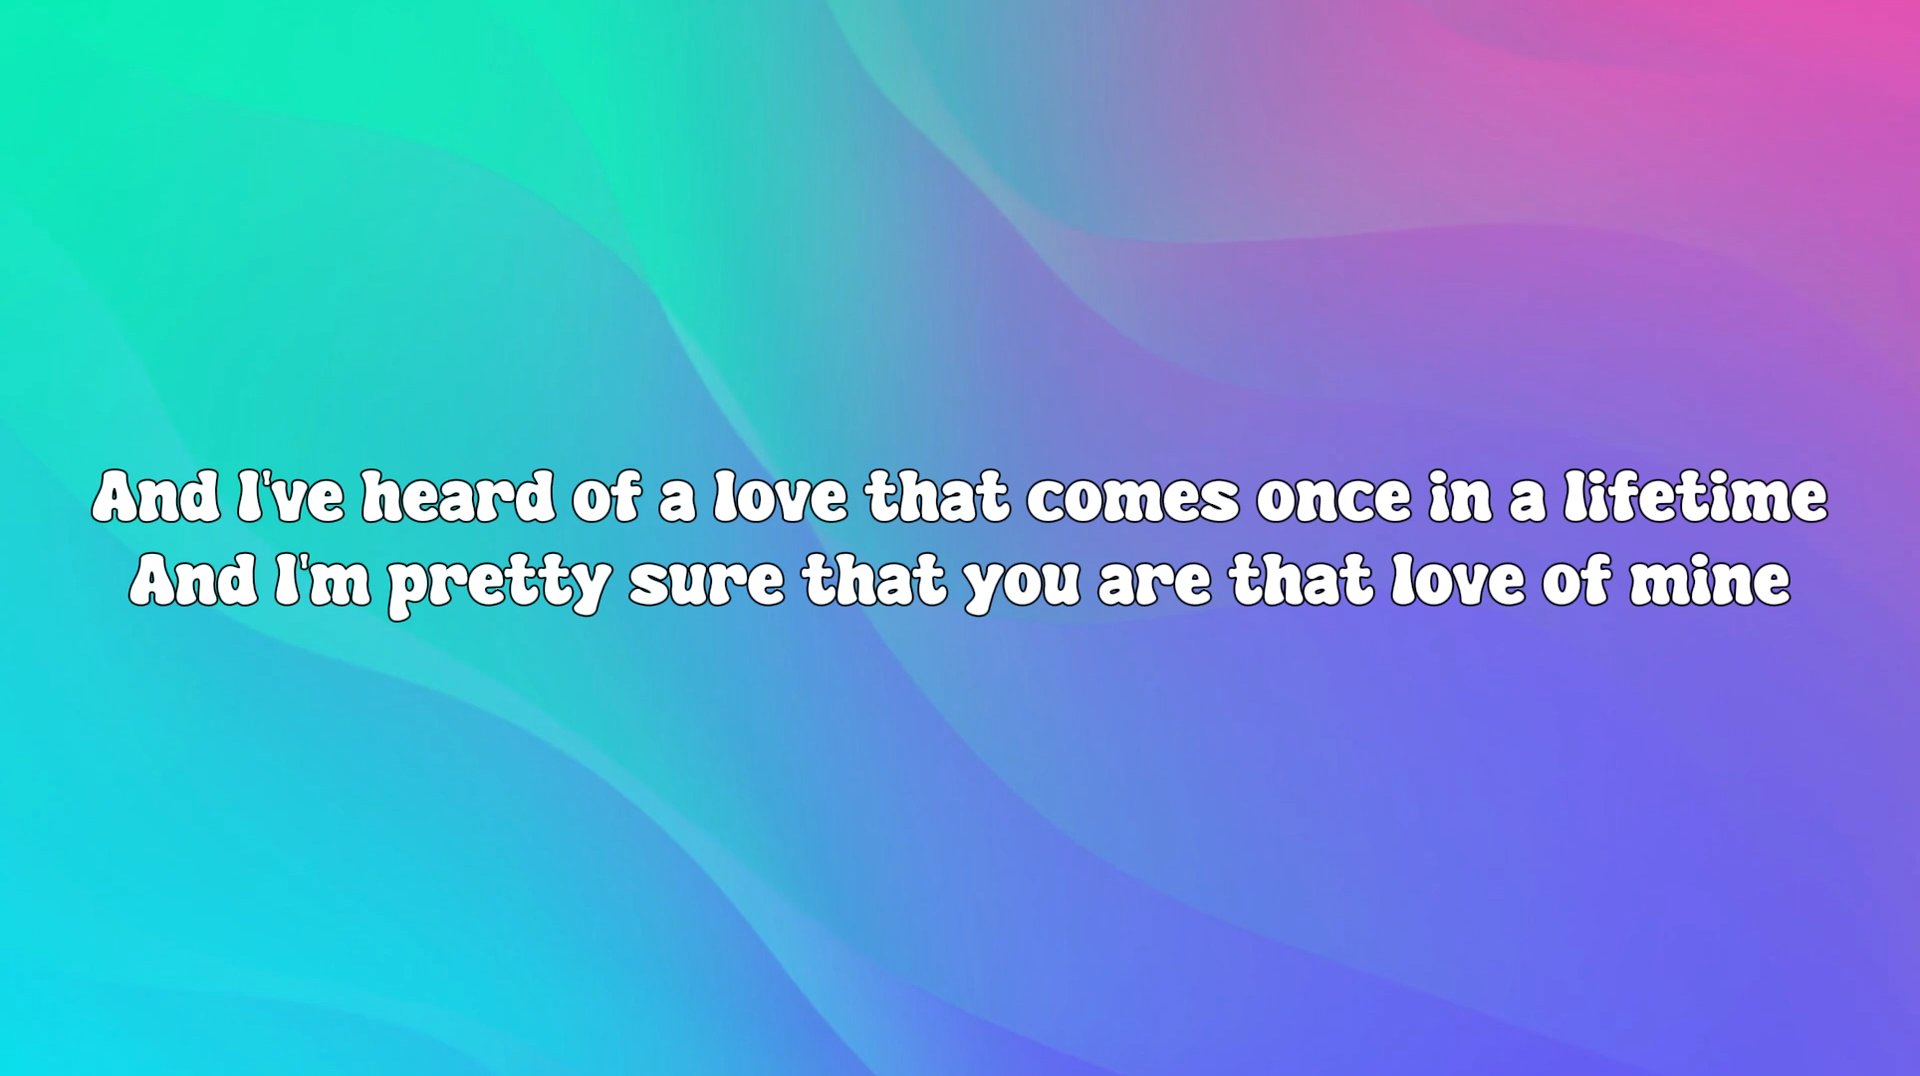 And I've heard of a love that comes once in a lifetime
And I'm pretty sure that you are that love of mine